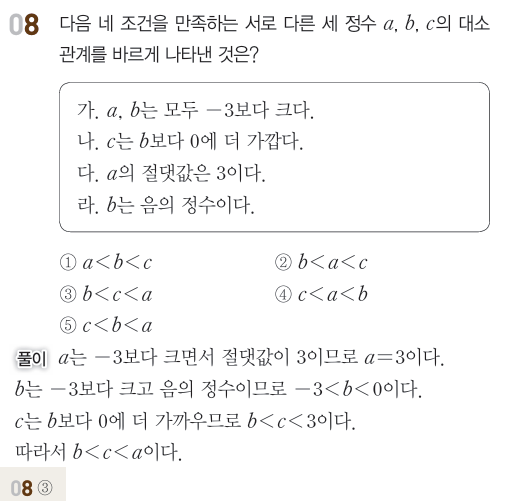 08 다음 네 조건을 만족하는 서로 다른 세 정수 a, b, c의 대소
관계를 바르게 나타낸 것은?
가. a, b는 모두 −3보다 크다.
나. c는 b보다 0에 더 가깝다.
다. a의 절댓값은 3이다.
라. b는 음의 정수이다.
① a<b<c ② b<a<c
③ b<c<a ④ c<a<b
⑤ c<b<a
풀이 a는 −3보다 크면서 절댓값이 3이므로 a=3이다.
b는 −3보다 크고 음의 정수이므로 −3<b<0이다.
c는 b보다 0에 더 가까우므로 b<c<3이다.
따라서 b<c<a이다.
08 ③